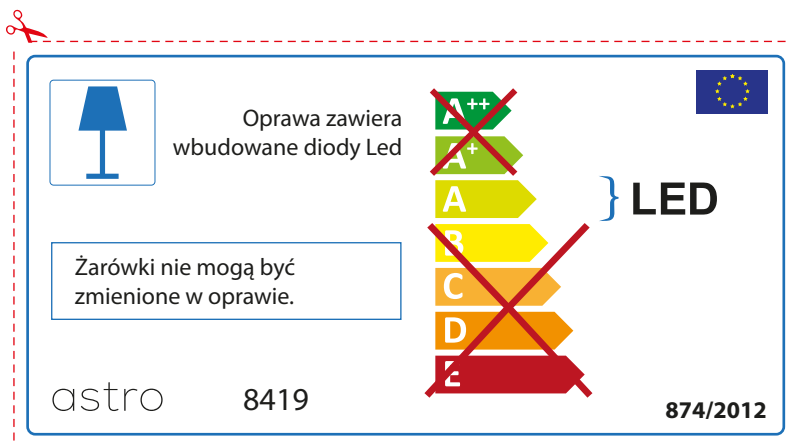 Oprawa zawiera
wbudowane diody Led
A++
A+
A
B
C
D
E
LED
Żarówki nie mogą być
zmienione w oprawie.
astro
8419
874/2012